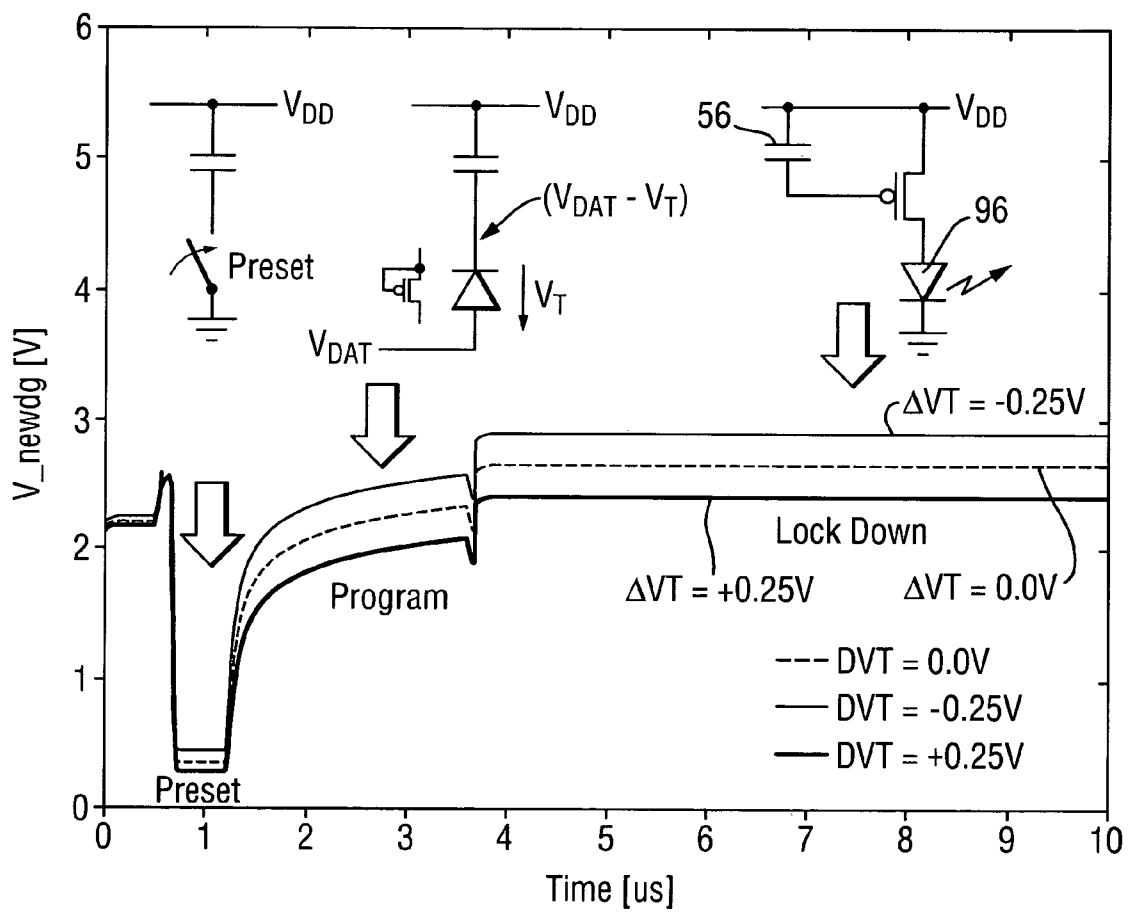 6
5
4
3
2
1
0
V_newdg [V]
V_DD
Preset
V_DD
(V_DAT - V_T)
V_T
V_DAT
56
V_DD
96
ΔVT = -0.25V
Lock Down
ΔVT = +0.25V
ΔVT = 0.0V
Program
Preset
DVT = 0.0V
DVT = -0.25V
DVT = +0.25V
0 1 2 3 4 5 6 7 8 9 10
Time [us]